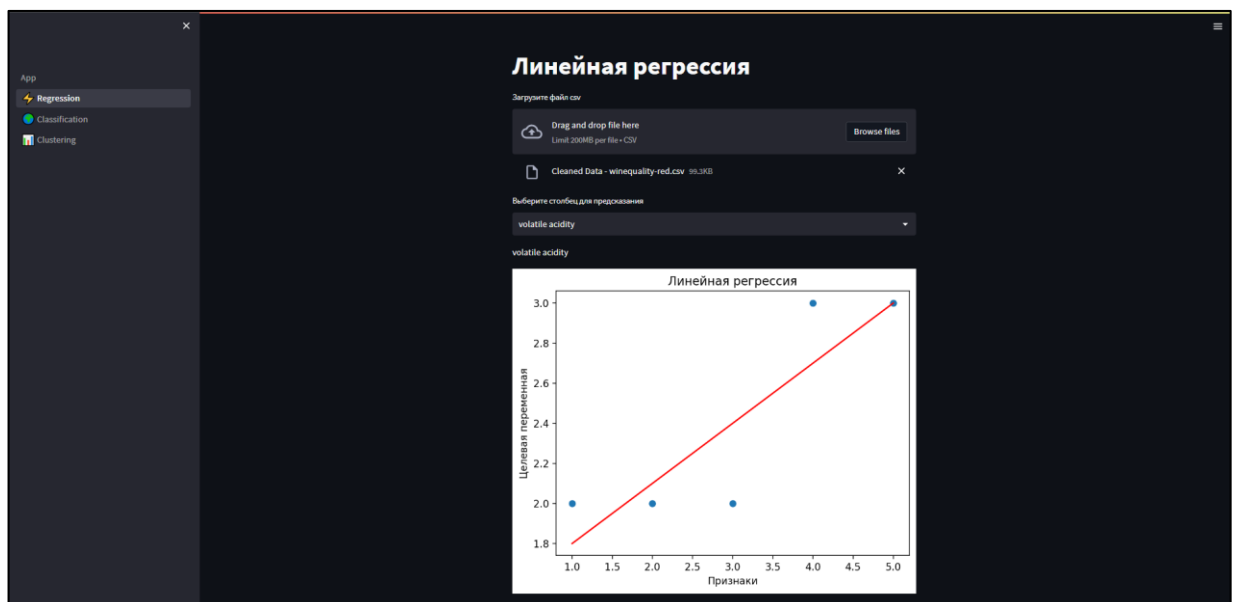 App
Regression
Classification
Clustering
Линейная регрессия
Загрузите файл csv
Drag and drop file here
Limit 200MB per file • CSV
Browse files
Cleaned Data - winequality-red.csv 99.3KB
Выберите столбец для предсказания
volatile acidity
volatile acidity
Линейная регрессия
3.0
2.8
2.6
2.4
2.2
2.0
1.8
Целевая переменная
1.0 1.5 2.0 2.5 3.0 3.5 4.0 4.5 5.0
Признаки